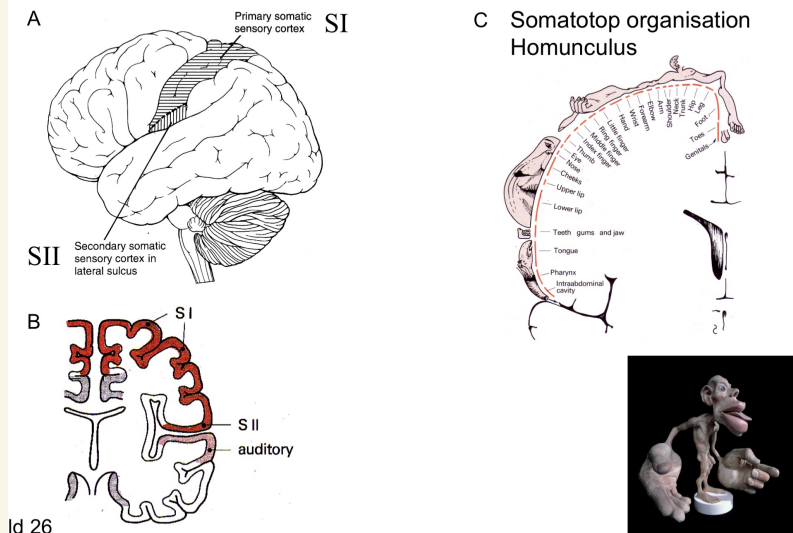 A
Primary somatic
sensory cortex
SI
SII
Secondary somatic
sensory cortex in
lateral sulcus
B
S I
S II
auditory
ld 26
C Somatotop organisation
Homunculus
Leg
Hip
Trunk
Neck
Shoulder
Arm
Elbow
Forearm
Wrist
Hand
Little finger
Ring finger
Middle finger
Index finger
Thumb
Eye
Nose
Cheeks
Upper lip
Lower lip
Teeth gums and jaw
Tongue
Pharynx
Intraabdominal
cavity
Foot
Toes
Genitals